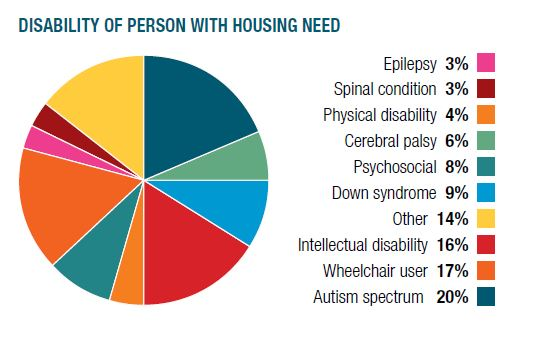 DISABILITY OF PERSON WITH HOUSING NEED
Epilepsy 3%
Spinal condition 3%
Physical disability 4%
Cerebral palsy 6%
Psychosocial 8%
Down syndrome 9%
Other 14%
Intellectual disability 16%
Wheelchair user 17%
Autism spectrum 20%